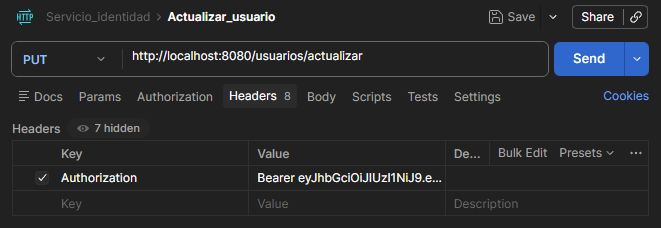 HTTP Servicio_identidad > Actualizar_usuario Save Share
PUT http://localhost:8080/usuarios/actualizar Send
Docs Params Authorization Headers 8 Body Scripts Tests Settings Cookies
Headers 7 hidden
Key Value De... Bulk Edit Presets
Authorization Bearer eyJhbGciOiJIUzI1NiJ9.e...
Key Value Description